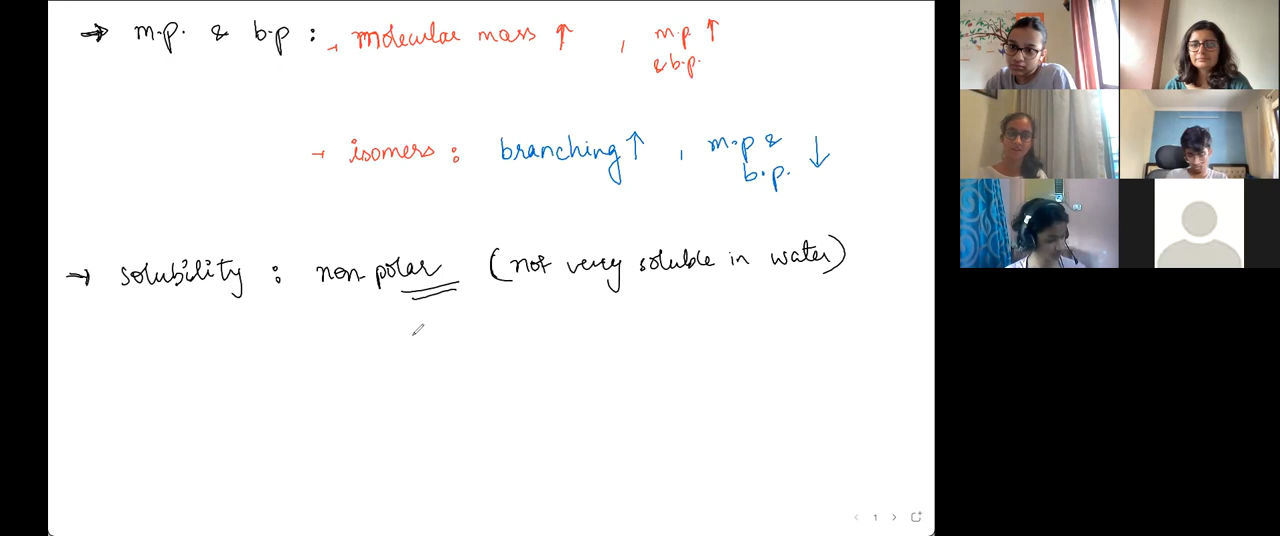 → m.p. & b.p : → molecular mass ↑ , m.p ↑
& b.p.
→ isomers : branching ↑ , m.p &
b.p. ↓
→ solubility : non polar (not very soluble in water)
1